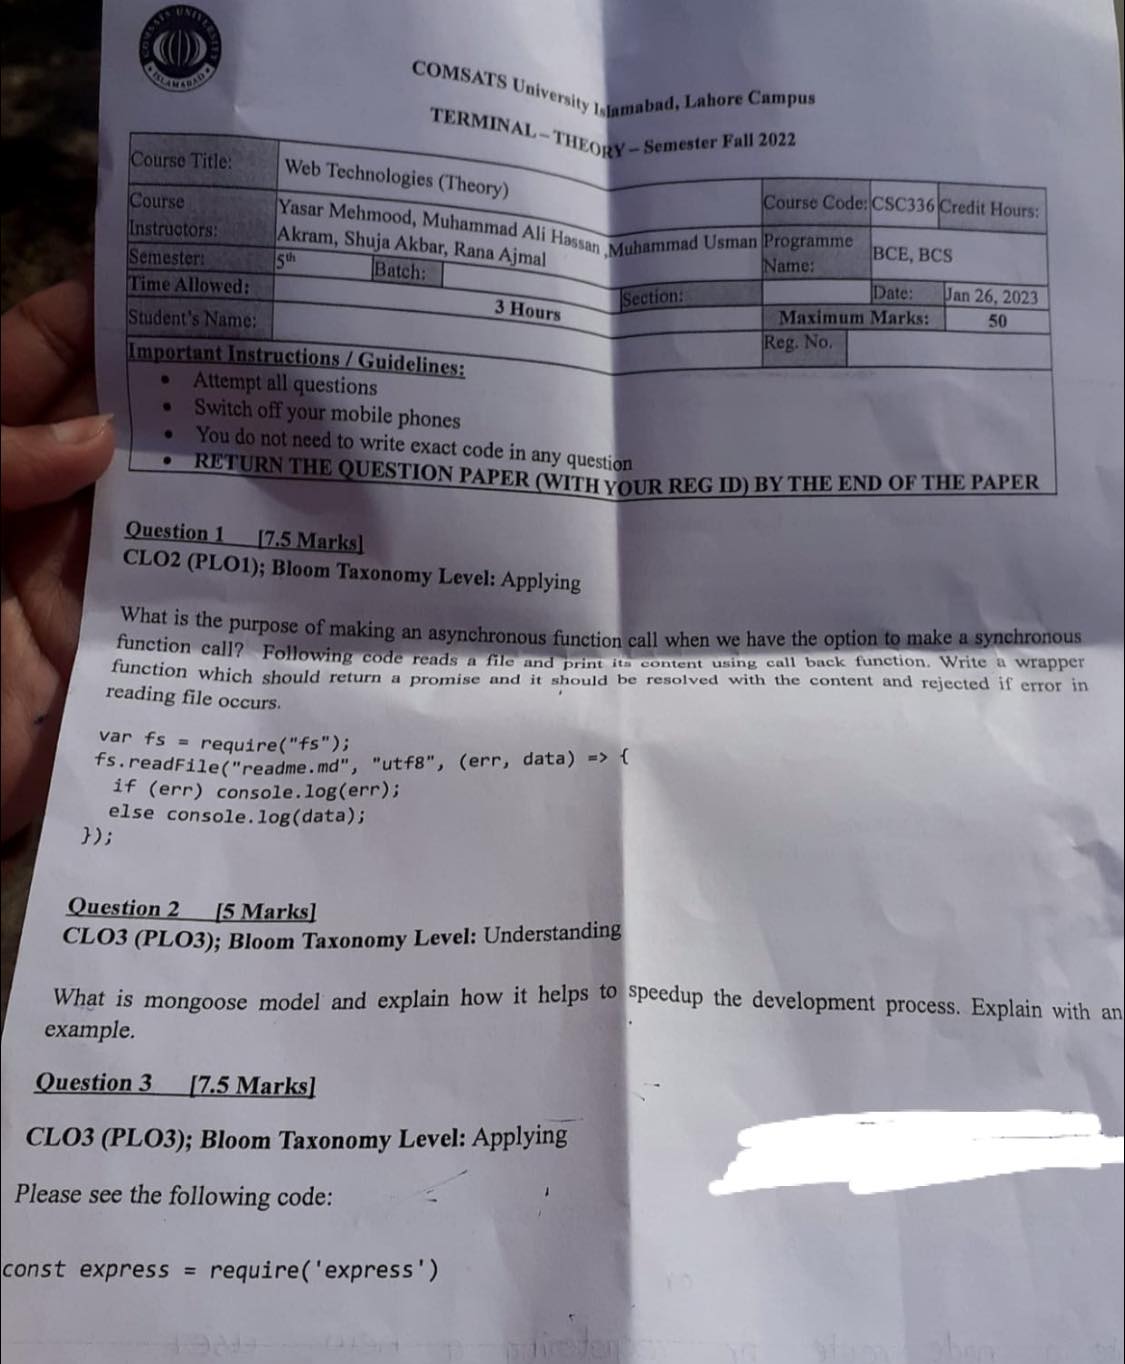 COMSATS UNIVERSITY
ISLAMABAD
COMSATS University Islamabad, Lahore Campus
TERMINAL – THEORY – Semester Fall 2022
Course Title: Web Technologies (Theory) Course Code: CSC336 Credit Hours:
Course Instructors: Yasar Mehmood, Muhammad Ali Hassan ,Muhammad Usman Akram, Shuja Akbar, Rana Ajmal Programme Name: BCE, BCS
Semester: 5th Batch: Section: Date: Jan 26, 2023
Time Allowed: 3 Hours Maximum Marks: 50
Student's Name: Reg. No.
Important Instructions / Guidelines:
• Attempt all questions
• Switch off your mobile phones
• You do not need to write exact code in any question
• RETURN THE QUESTION PAPER (WITH YOUR REG ID) BY THE END OF THE PAPER
Question 1 [7.5 Marks]
CLO2 (PLO1); Bloom Taxonomy Level: Applying
What is the purpose of making an asynchronous function call when we have the option to make a synchronous
function call? Following code reads a file and print its content using call back function. Write a wrapper
function which should return a promise and it should be resolved with the content and rejected if error in
reading file occurs.
var fs = require("fs");
fs.readFile("readme.md", "utf8", (err, data) => {
if (err) console.log(err);
else console.log(data);
});
Question 2 [5 Marks]
CLO3 (PLO3); Bloom Taxonomy Level: Understanding
What is mongoose model and explain how it helps to speedup the development process. Explain with an
example.
Question 3 [7.5 Marks]
CLO3 (PLO3); Bloom Taxonomy Level: Applying
Please see the following code:
const express = require('express')